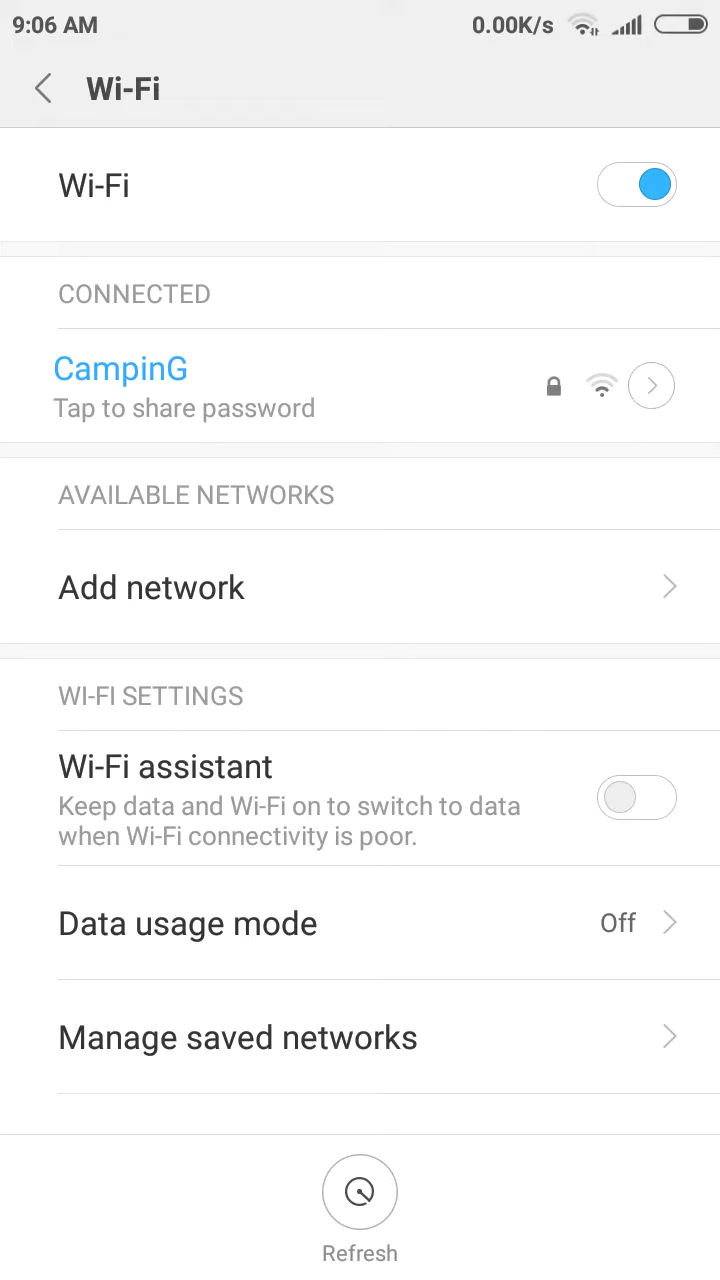 9:06 AM 0.00K/s
Wi-Fi
Wi-Fi
CONNECTED
CampinG
Tap to share password
AVAILABLE NETWORKS
Add network
WI-FI SETTINGS
Wi-Fi assistant
Keep data and Wi-Fi on to switch to data
when Wi-Fi connectivity is poor.
Data usage mode Off
Manage saved networks
Refresh